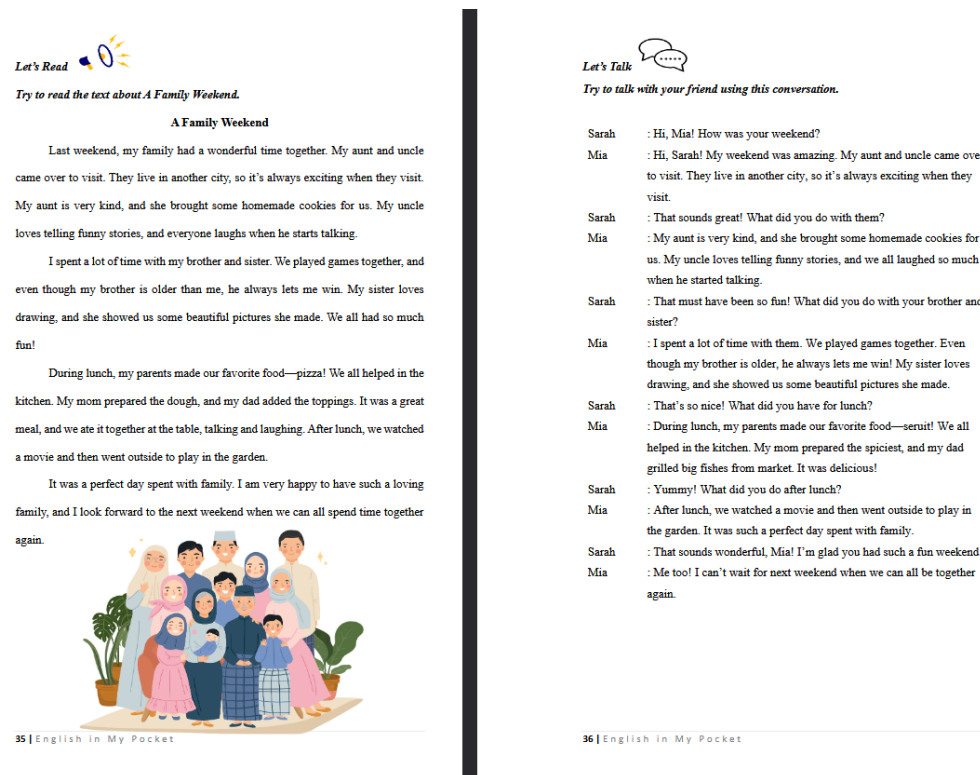 Let's Read
Try to read the text about A Family Weekend.
A Family Weekend
Last weekend, my family had a wonderful time together. My aunt and uncle
came over to visit. They live in another city, so it's always exciting when they visit.
My aunt is very kind, and she brought some homemade cookies for us. My uncle
loves telling funny stories, and everyone laughs when he starts talking.
I spent a lot of time with my brother and sister. We played games together, and
even though my brother is older than me, he always lets me win. My sister loves
drawing, and she showed us some beautiful pictures she made. We all had so much
fun!
During lunch, my parents made our favorite food—pizza! We all helped in the
kitchen. My mom prepared the dough, and my dad added the toppings. It was a great
meal, and we ate it together at the table, talking and laughing. After lunch, we watched
a movie and then went outside to play in the garden.
It was a perfect day spent with family. I am very happy to have such a loving
family, and I look forward to the next weekend when we can all spend time together
again.
35 | English in My Pocket
Let's Talk
Try to talk with your friend using this conversation.
Sarah : Hi, Mia! How was your weekend?
Mia : Hi, Sarah! My weekend was amazing. My aunt and uncle came ove
to visit. They live in another city, so it's always exciting when they
visit.
Sarah : That sounds great! What did you do with them?
Mia : My aunt is very kind, and she brought some homemade cookies for
us. My uncle loves telling funny stories, and we all laughed so much
when he started talking.
Sarah : That must have been so fun! What did you do with your brother and
sister?
Mia : I spent a lot of time with them. We played games together. Even
though my brother is older, he always lets me win! My sister loves
drawing, and she showed us some beautiful pictures she made.
Sarah : That's so nice! What did you have for lunch?
Mia : During lunch, my parents made our favorite food—seruit! We all
helped in the kitchen. My mom prepared the spiciest, and my dad
grilled big fishes from market. It was delicious!
Sarah : Yummy! What did you do after lunch?
Mia : After lunch, we watched a movie and then went outside to play in
the garden. It was such a perfect day spent with family.
Sarah : That sounds wonderful, Mia! I'm glad you had such a fun weekend
Mia : Me too! I can't wait for next weekend when we can all be together
again.
36 | English in My Pocket